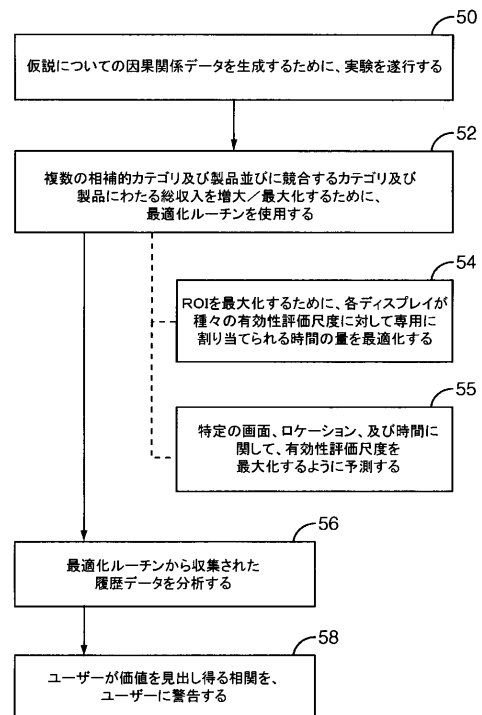 50
仮説についての因果関係データを生成するために、実験を遂行する
52
複数の相補的カテゴリ及び製品並びに競合するカテゴリ及び
製品にわたる総収入を増大／最大化するために、
最適化ルーチンを使用する
54
ROIを最大化するために、各ディスプレイが
種々の有効性評価尺度に対して専用に
割り当てられる時間の量を最適化する
55
特定の画面、ロケーション、及び時間に
関して、有効性評価尺度を
最大化するように予測する
56
最適化ルーチンから収集された
履歴データを分析する
58
ユーザーが価値を見出し得る相関を、
ユーザーに警告する